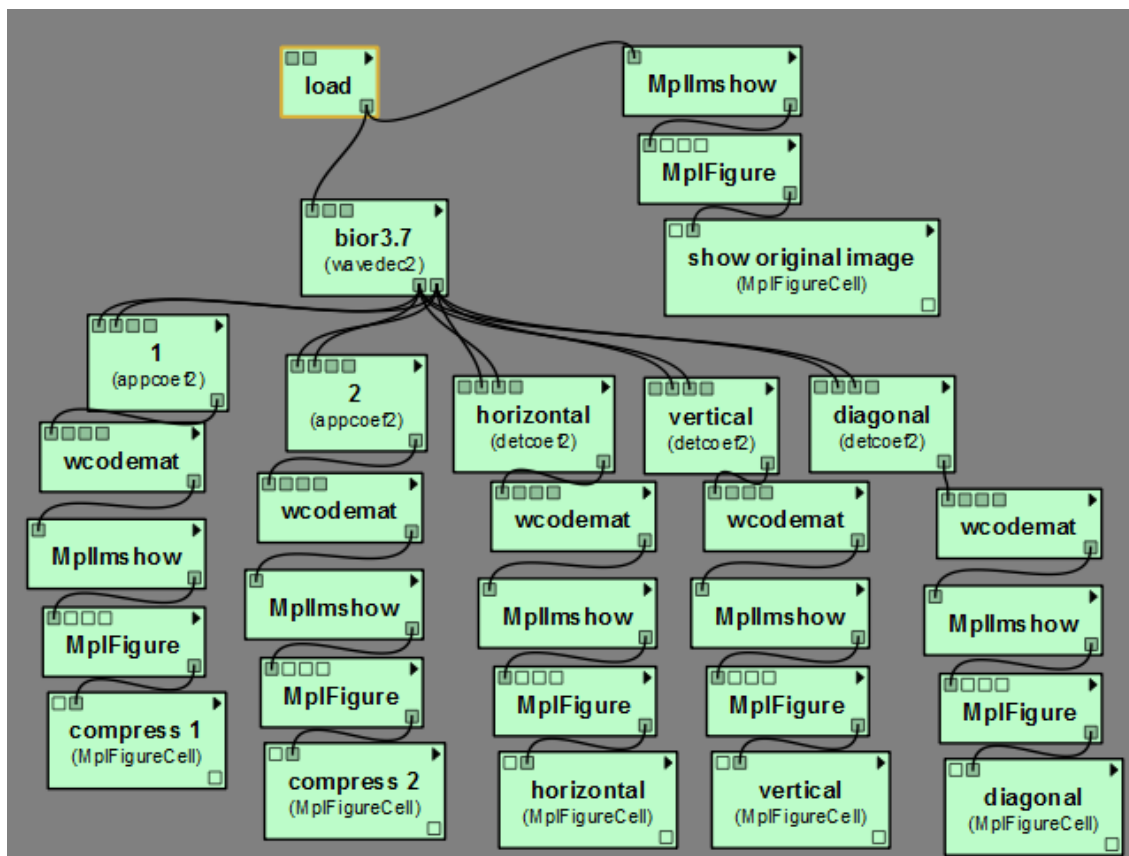 load
MplImshow
MplFigure
show original image
(MplFigureCell)
bior3.7
(wavedec2)
1
(appcoef2)
2
(appcoef2)
horizontal
(detcoef2)
vertical
(detcoef2)
diagonal
(detcoef2)
wcodemat
wcodemat
wcodemat
wcodemat
wcodemat
MplImshow
MplImshow
MplImshow
MplImshow
MplImshow
MplFigure
MplFigure
MplFigure
MplFigure
MplFigure
compress 1
(MplFigureCell)
compress 2
(MplFigureCell)
horizontal
(MplFigureCell)
vertical
(MplFigureCell)
diagonal
(MplFigureCell)